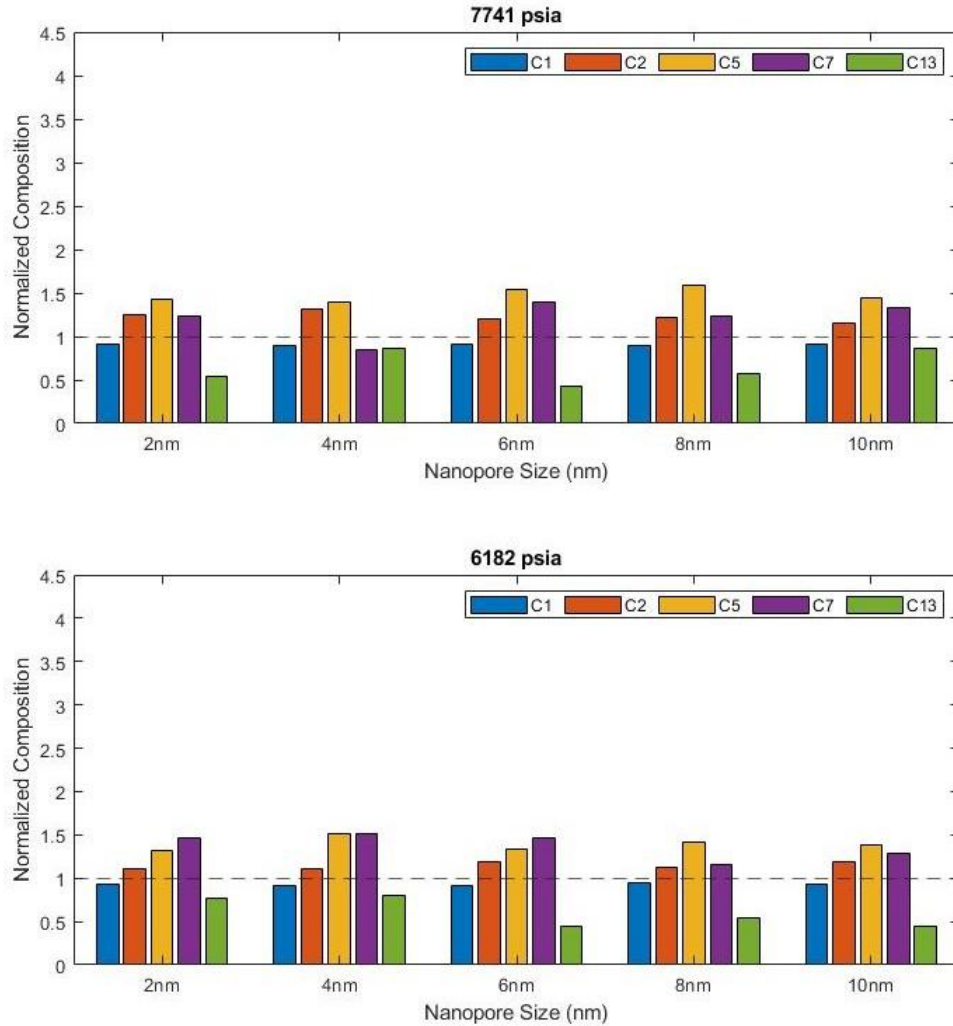 7741 psia
4.5
4
3.5
3
2.5
2
1.5
1
0.5
0
Normalized Composition
C1 C2 C5 C7 C13
2nm 4nm 6nm 8nm 10nm
Nanopore Size (nm)
6182 psia
4.5
4
3.5
3
2.5
2
1.5
1
0.5
0
Normalized Composition
C1 C2 C5 C7 C13
2nm 4nm 6nm 8nm 10nm
Nanopore Size (nm)